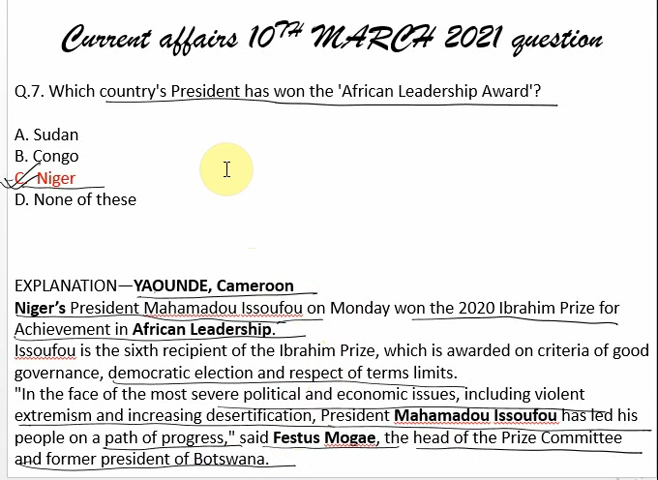 Current affairs 10TH MARCH 2021 question
Q.7. Which country's President has won the 'African Leadership Award'?
A. Sudan
B. Congo
C. Niger
D. None of these
EXPLANATION—YAOUNDE, Cameroon
Niger's President Mahamadou Issoufou on Monday won the 2020 Ibrahim Prize for
Achievement in African Leadership.
Issoufou is the sixth recipient of the Ibrahim Prize, which is awarded on criteria of good
governance, democratic election and respect of terms limits.
"In the face of the most severe political and economic issues, including violent
extremism and increasing desertification, President Mahamadou Issoufou has led his
people on a path of progress," said Festus Mogae, the head of the Prize Committee
and former president of Botswana.